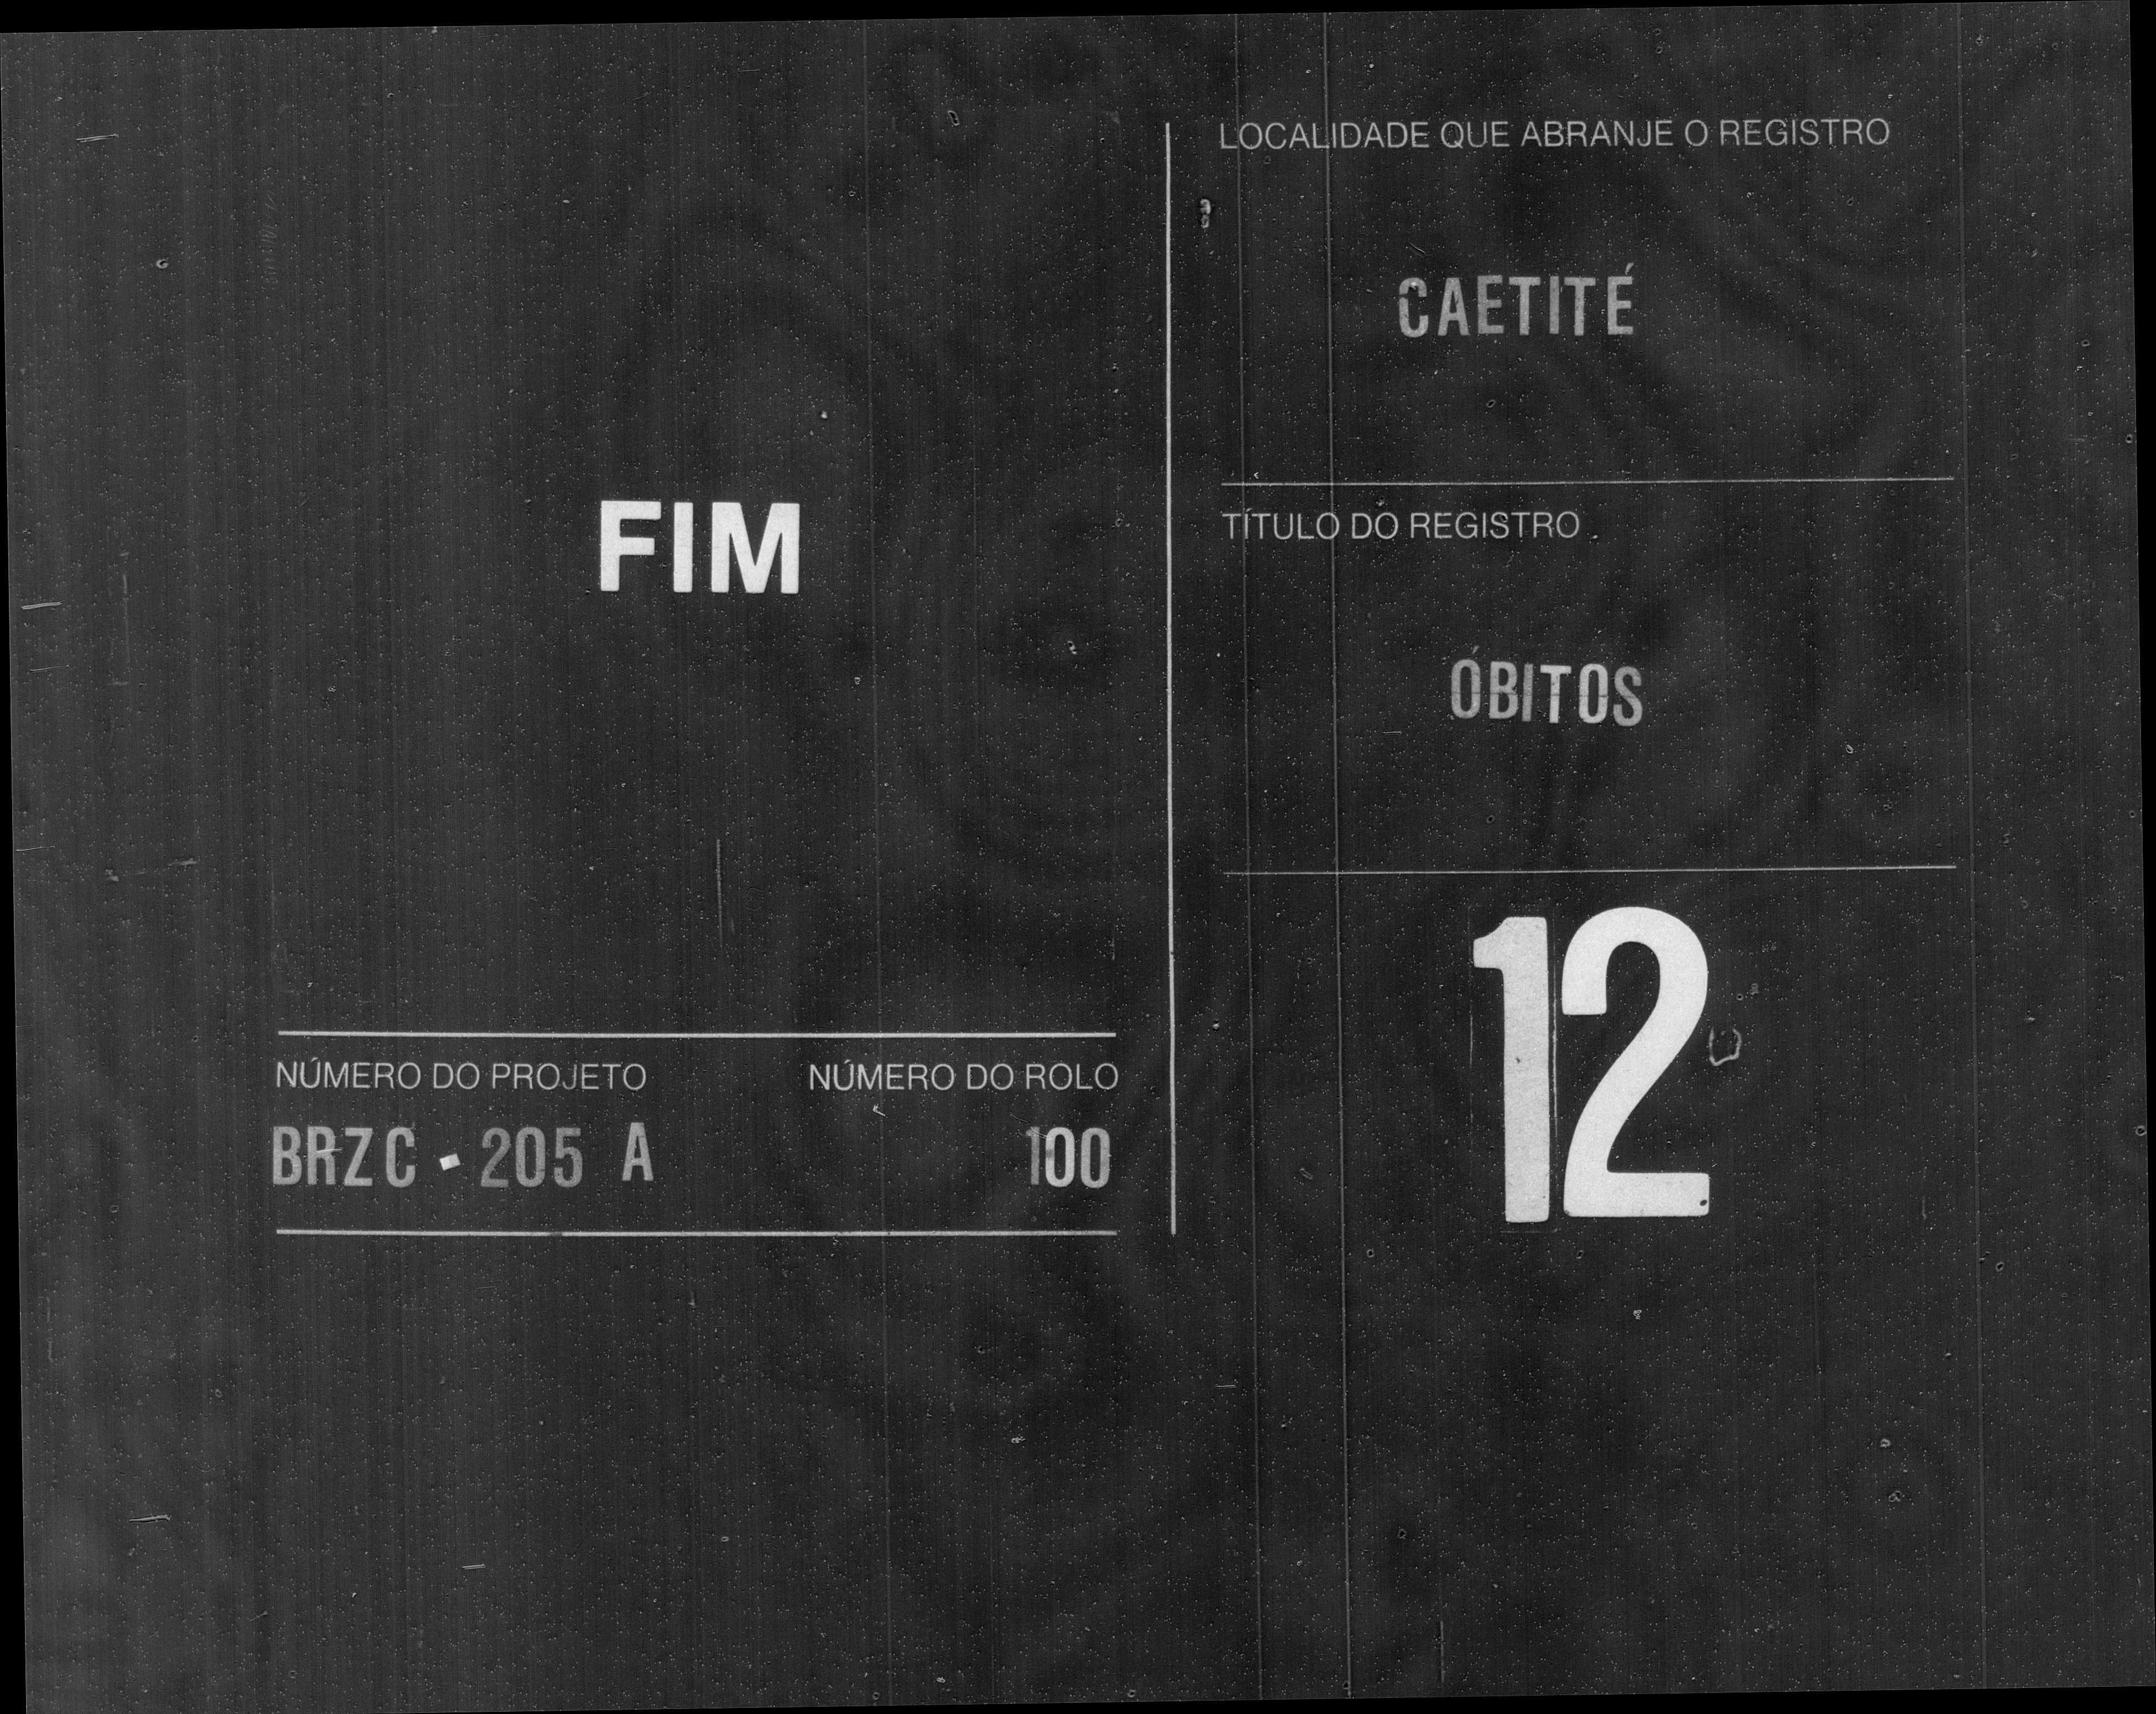 FIM
NÚMERO DO PROJETO
BRZC - 205 A
NÚMERO DO ROLO
100
LOCALIDADE QUE ABRANJE O REGISTRO
CAETITÉ
TÍTULO DO REGISTRO
ÓBITOS
12